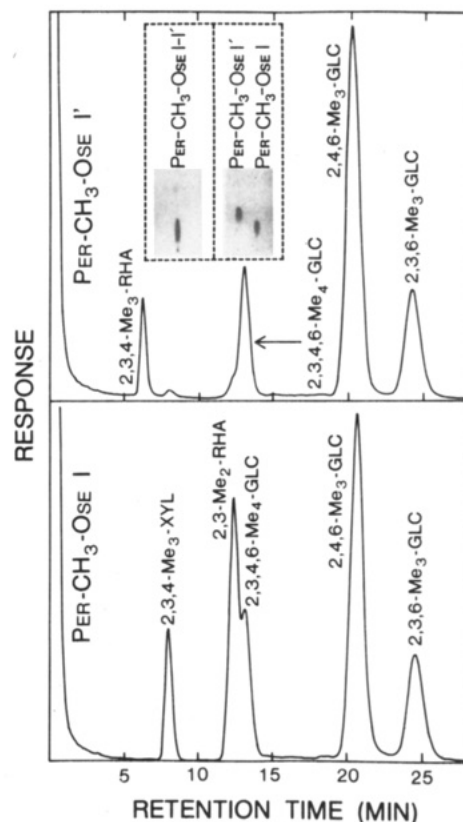 RESPONSE
PER-CH3-OSE I'
2,3,4-Me3-RHA
PER-CH3-OSE I-I'
PER-CH3-OSE I'
PER-CH3-OSE I
2,3,4,6-Me4-GLC
2,4,6-Me3-GLC
2,3,6-Me3-GLC
PER-CH3-OSE I
2,3,4-Me3-XYL
2,3-Me2-RHA
2,3,4,6-Me4-GLC
2,4,6-Me3-GLC
2,3,6-Me3-GLC
5 10 15 20 25
RETENTION TIME (MIN)